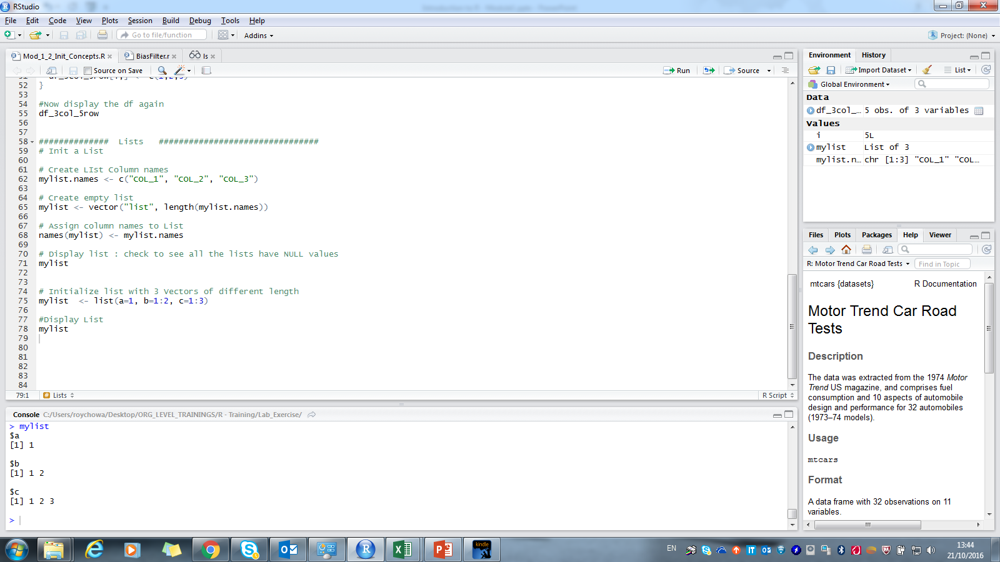 RStudio
File Edit Code View Plots Session Build Debug Tools Help
Go to file/function Addins Project: (None)
Mod_1_2_Init_Concepts.R BiasFilter.r ls
Source on Save Run Source
52 }
53
54 #Now display the df again
55 df_3col_5row
56
57
58 ############## Lists ################################
59 # Init a List
60
61 # Create LIst Column names
62 mylist.names <- c("COL_1", "COL_2", "COL_3")
63
64 # Create empty list
65 mylist <- vector("list", length(mylist.names))
66
67 # Assign column names to List
68 names(mylist) <- mylist.names
69
70 # Display list : check to see all the lists have NULL values
71 mylist
72
73
74 # Initialize list with 3 Vectors of different length
75 mylist <- list(a=1, b=1:2, c=1:3)
76
77 #Display List
78 mylist
79
80
81
82
83
84
79:1 # Lists R Script
Console C:/Users/roychowa/Desktop/ORG_LEVEL_TRAININGS/R - Training/Lab_Exercise/
> mylist
$a
[1] 1
$b
[1] 1 2
$c
[1] 1 2 3
>
Environment History
Import Dataset List
Global Environment
Data
df_3col_… 5 obs. of 3 variables
Values
i 5L
mylist List of 3
mylist.n… chr [1:3] "COL_1" "COL…
Files Plots Packages Help Viewer
R: Motor Trend Car Road Tests Find in Topic
mtcars {datasets} R Documentation
Motor Trend Car Road
Tests
Description
The data was extracted from the 1974 Motor
Trend US magazine, and comprises fuel
consumption and 10 aspects of automobile
design and performance for 32 automobiles
(1973–74 models).
Usage
mtcars
Format
A data frame with 32 observations on 11
variables.
kindle
EN
13:44
21/10/2016